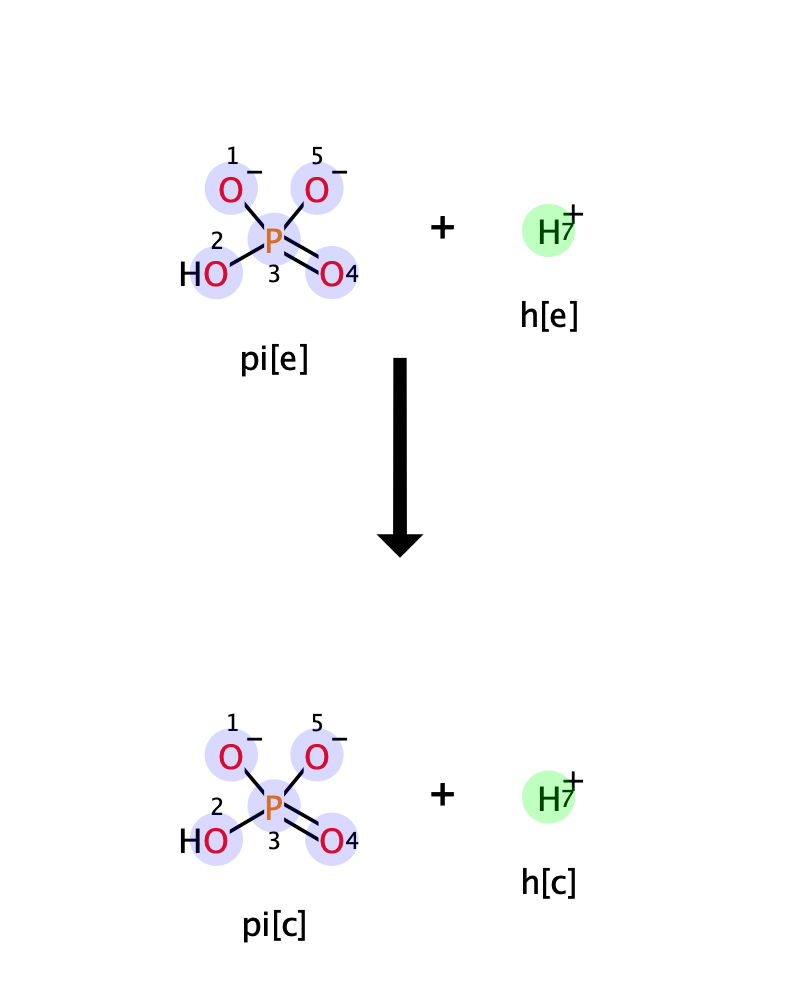 1 5
O⁻ O⁻
+ H⁺
2 P 7
HO 3 O4
h[e]
pi[e]
1 5
O⁻ O⁻
+ H⁺
2 P 7
HO 3 O4
h[c]
pi[c]